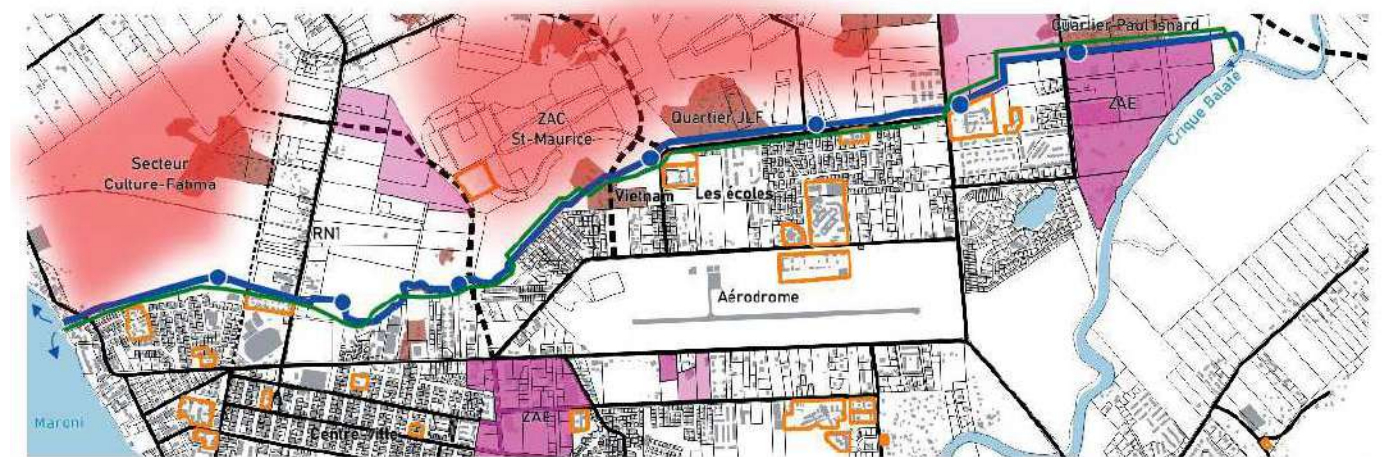 Quartier Paul Isnard
ZAE
Crique Balaté
Quartier JLF
ZAC
St-Maurice
Secteur
Culture-Fatima
Vietnam
Les écoles
RN1
Aérodrome
Maroni
ZAE
Centre-Ville